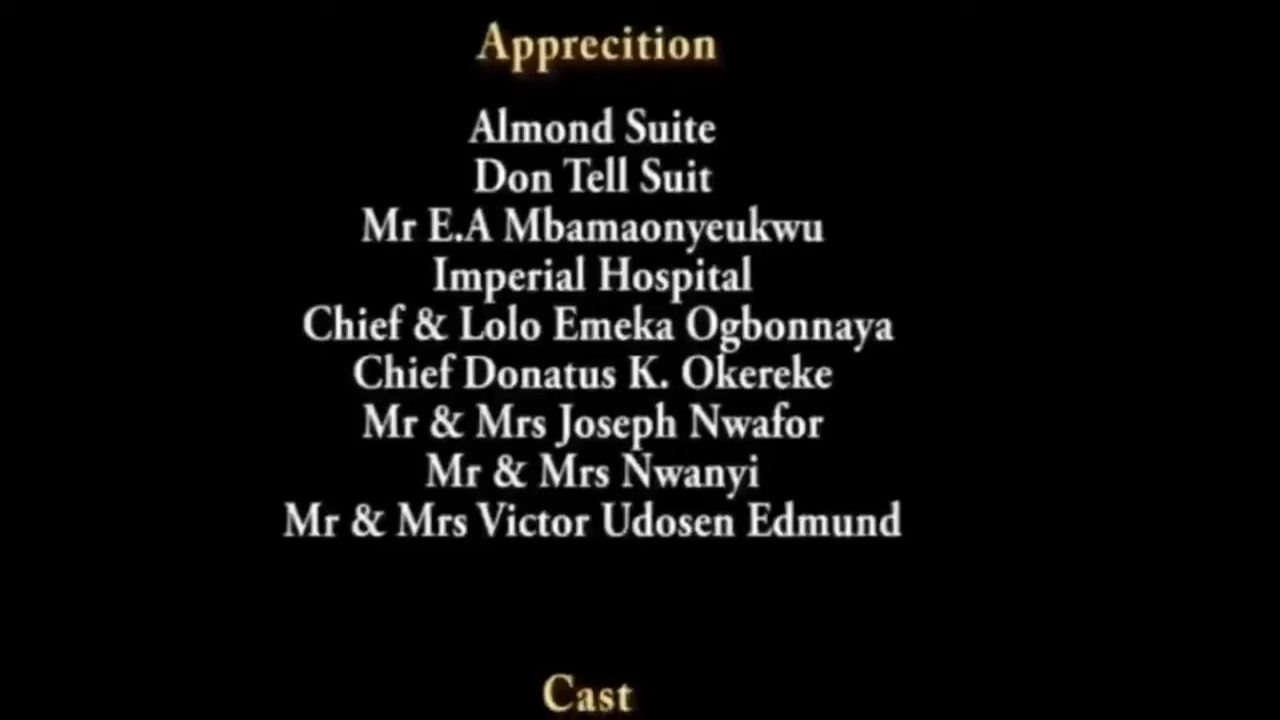 Apprecition
Almond Suite
Don Tell Suit
Mr E.A Mbamaonyeukwu
Imperial Hospital
Chief & Lolo Emeka Ogbonnaya
Chief Donatus K. Okereke
Mr & Mrs Joseph Nwafor
Mr & Mrs Nwanyi
Mr & Mrs Victor Udosen Edmund
Cast